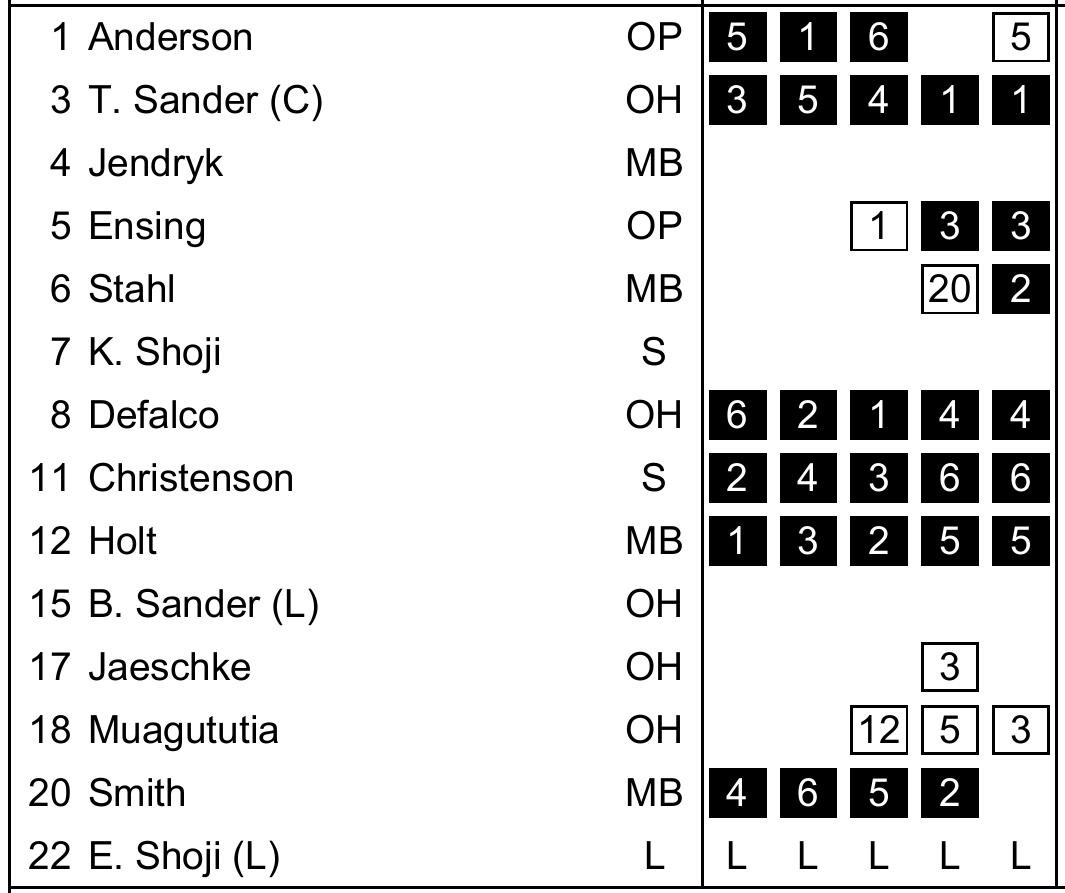 1 Anderson OP 5 1 6 5
3 T. Sander (C) OH 3 5 4 1 1
4 Jendryk MB
5 Ensing OP 1 3 3
6 Stahl MB 20 2
7 K. Shoji S
8 Defalco OH 6 2 1 4 4
11 Christenson S 2 4 3 6 6
12 Holt MB 1 3 2 5 5
15 B. Sander (L) OH
17 Jaeschke OH 3
18 Muagututia OH 12 5 3
20 Smith MB 4 6 5 2
22 E. Shoji (L) L L L L L L